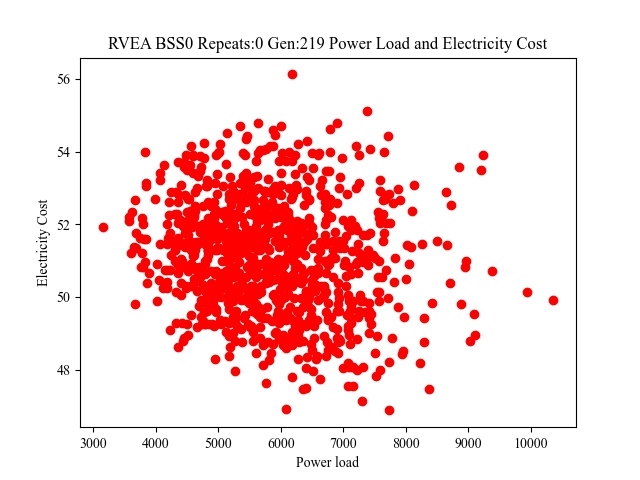 RVEA BSS0 Repeats:0 Gen:219 Power Load and Electricity Cost
56
54
52
50
48
Electricity Cost
3000 4000 5000 6000 7000 8000 9000 10000
Power load